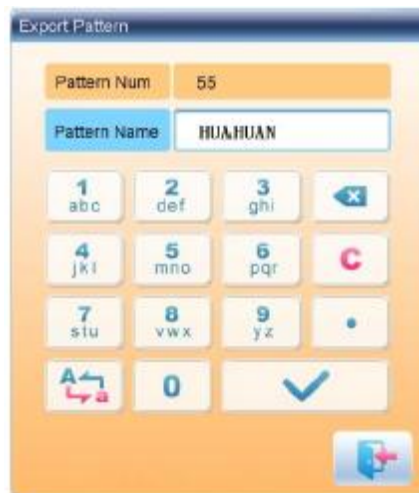 Export Pattern
Pattern Num 55
Pattern Name HUAHUAN
1 2 3
abc def ghi
4 5 6 C
jkl mno pqr
7 8 9 .
stu vwx yz
A a 0